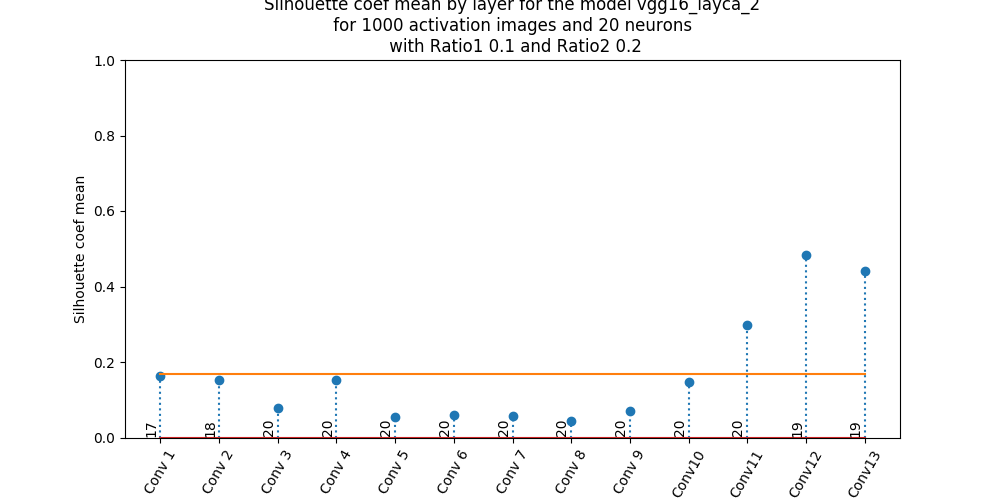 Silhouette coef mean by layer for the model vgg16_layca_2
for 1000 activation images and 20 neurons
with Ratio1 0.1 and Ratio2 0.2
Silhouette coef mean
1.0
0.8
0.6
0.4
0.2
0.0
17 18 20 20 20 20 20 20 20 20 20 19 19
Conv 1 Conv 2 Conv 3 Conv 4 Conv 5 Conv 6 Conv 7 Conv 8 Conv 9 Conv10 Conv11 Conv12 Conv13